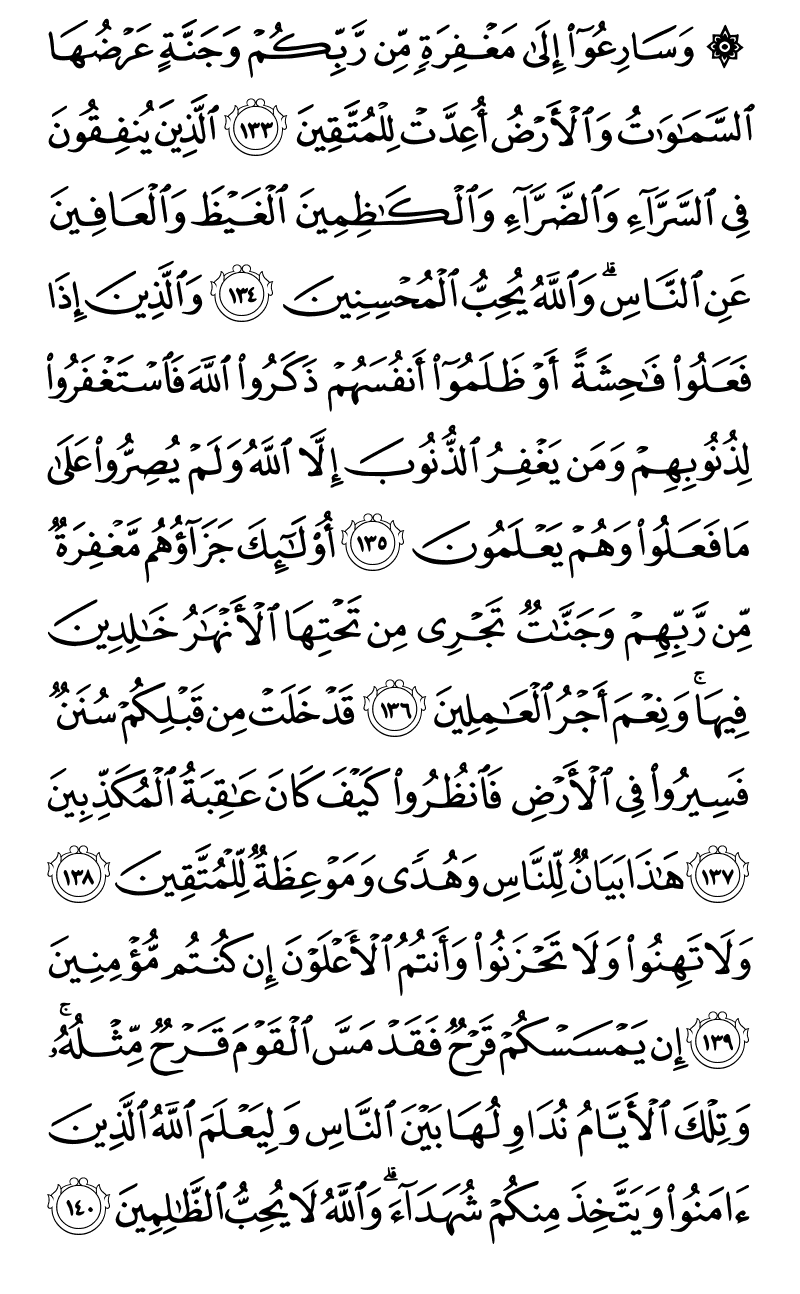 ۞ وَسَارِعُوٓا۟ إِلَىٰ مَغْفِرَةٍۢ مِّن رَّبِّكُمْ وَجَنَّةٍ عَرْضُهَا
ٱلسَّمَـٰوَٰتُ وَٱلْأَرْضُ أُعِدَّتْ لِلْمُتَّقِينَ ١٣٣ ٱلَّذِينَ يُنفِقُونَ
فِى ٱلسَّرَّآءِ وَٱلضَّرَّآءِ وَٱلْكَـٰظِمِينَ ٱلْغَيْظَ وَٱلْعَافِينَ
عَنِ ٱلنَّاسِ ۗ وَٱللَّهُ يُحِبُّ ٱلْمُحْسِنِينَ ١٣٤ وَٱلَّذِينَ إِذَا
فَعَلُوا۟ فَـٰحِشَةً أَوْ ظَلَمُوٓا۟ أَنفُسَهُمْ ذَكَرُوا۟ ٱللَّهَ فَٱسْتَغْفَرُوا۟
لِذُنُوبِهِمْ وَمَن يَغْفِرُ ٱلذُّنُوبَ إِلَّا ٱللَّهُ وَلَمْ يُصِرُّوا۟ عَلَىٰ
مَا فَعَلُوا۟ وَهُمْ يَعْلَمُونَ ١٣٥ أُو۟لَـٰٓئِكَ جَزَآؤُهُم مَّغْفِرَةٌۭ
مِّن رَّبِّهِمْ وَجَنَّـٰتٌۭ تَجْرِى مِن تَحْتِهَا ٱلْأَنْهَـٰرُ خَـٰلِدِينَ
فِيهَا ۚ وَنِعْمَ أَجْرُ ٱلْعَـٰمِلِينَ ١٣٦ قَدْ خَلَتْ مِن قَبْلِكُمْ سُنَنٌۭ
فَسِيرُوا۟ فِى ٱلْأَرْضِ فَٱنظُرُوا۟ كَيْفَ كَانَ عَـٰقِبَةُ ٱلْمُكَذِّبِينَ
١٣٧ هَـٰذَا بَيَانٌۭ لِّلنَّاسِ وَهُدًۭى وَمَوْعِظَةٌۭ لِّلْمُتَّقِينَ ١٣٨
وَلَا تَهِنُوا۟ وَلَا تَحْزَنُوا۟ وَأَنتُمُ ٱلْأَعْلَوْنَ إِن كُنتُم مُّؤْمِنِينَ
١٣٩ إِن يَمْسَسْكُمْ قَرْحٌۭ فَقَدْ مَسَّ ٱلْقَوْمَ قَرْحٌۭ مِّثْلُهُۥ ۚ
وَتِلْكَ ٱلْأَيَّامُ نُدَاوِلُهَا بَيْنَ ٱلنَّاسِ وَلِيَعْلَمَ ٱللَّهُ ٱلَّذِينَ
ءَامَنُوا۟ وَيَتَّخِذَ مِنكُمْ شُهَدَآءَ ۗ وَٱللَّهُ لَا يُحِبُّ ٱلظَّـٰلِمِينَ ١٤٠